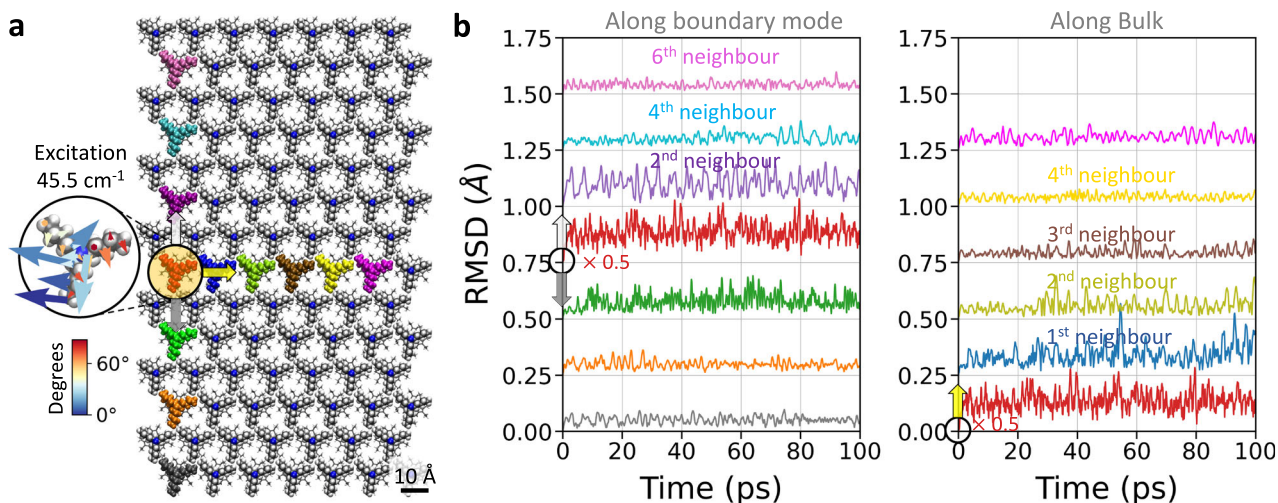 a
Excitation
45.5 cm⁻¹
Degrees
60°
0°
10 Å
b
Along boundary mode
Along Bulk
RMSD (Å)
1.75
1.50
1.25
1.00
0.75
0.50
0.25
0.00
6th neighbour
4th neighbour
2nd neighbour
× 0.5
0 20 40 60 80 100
Time (ps)
1.75
1.50
1.25
1.00
0.75
0.50
0.25
0.00
4th neighbour
3rd neighbour
2nd neighbour
1st neighbour
× 0.5
0 20 40 60 80 100
Time (ps)